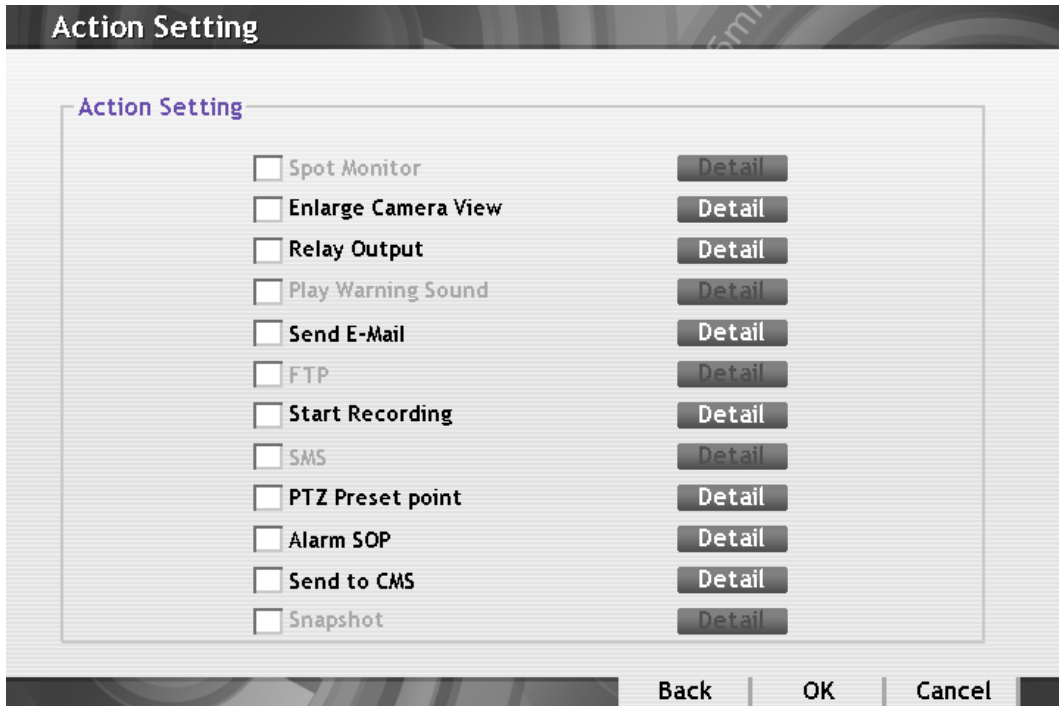 Action Setting
5mm
Action Setting
Spot Monitor Detail
Enlarge Camera View Detail
Relay Output Detail
Play Warning Sound Detail
Send E-Mail Detail
FTP Detail
Start Recording Detail
SMS Detail
PTZ Preset point Detail
Alarm SOP Detail
Send to CMS Detail
Snapshot Detail
Back OK Cancel